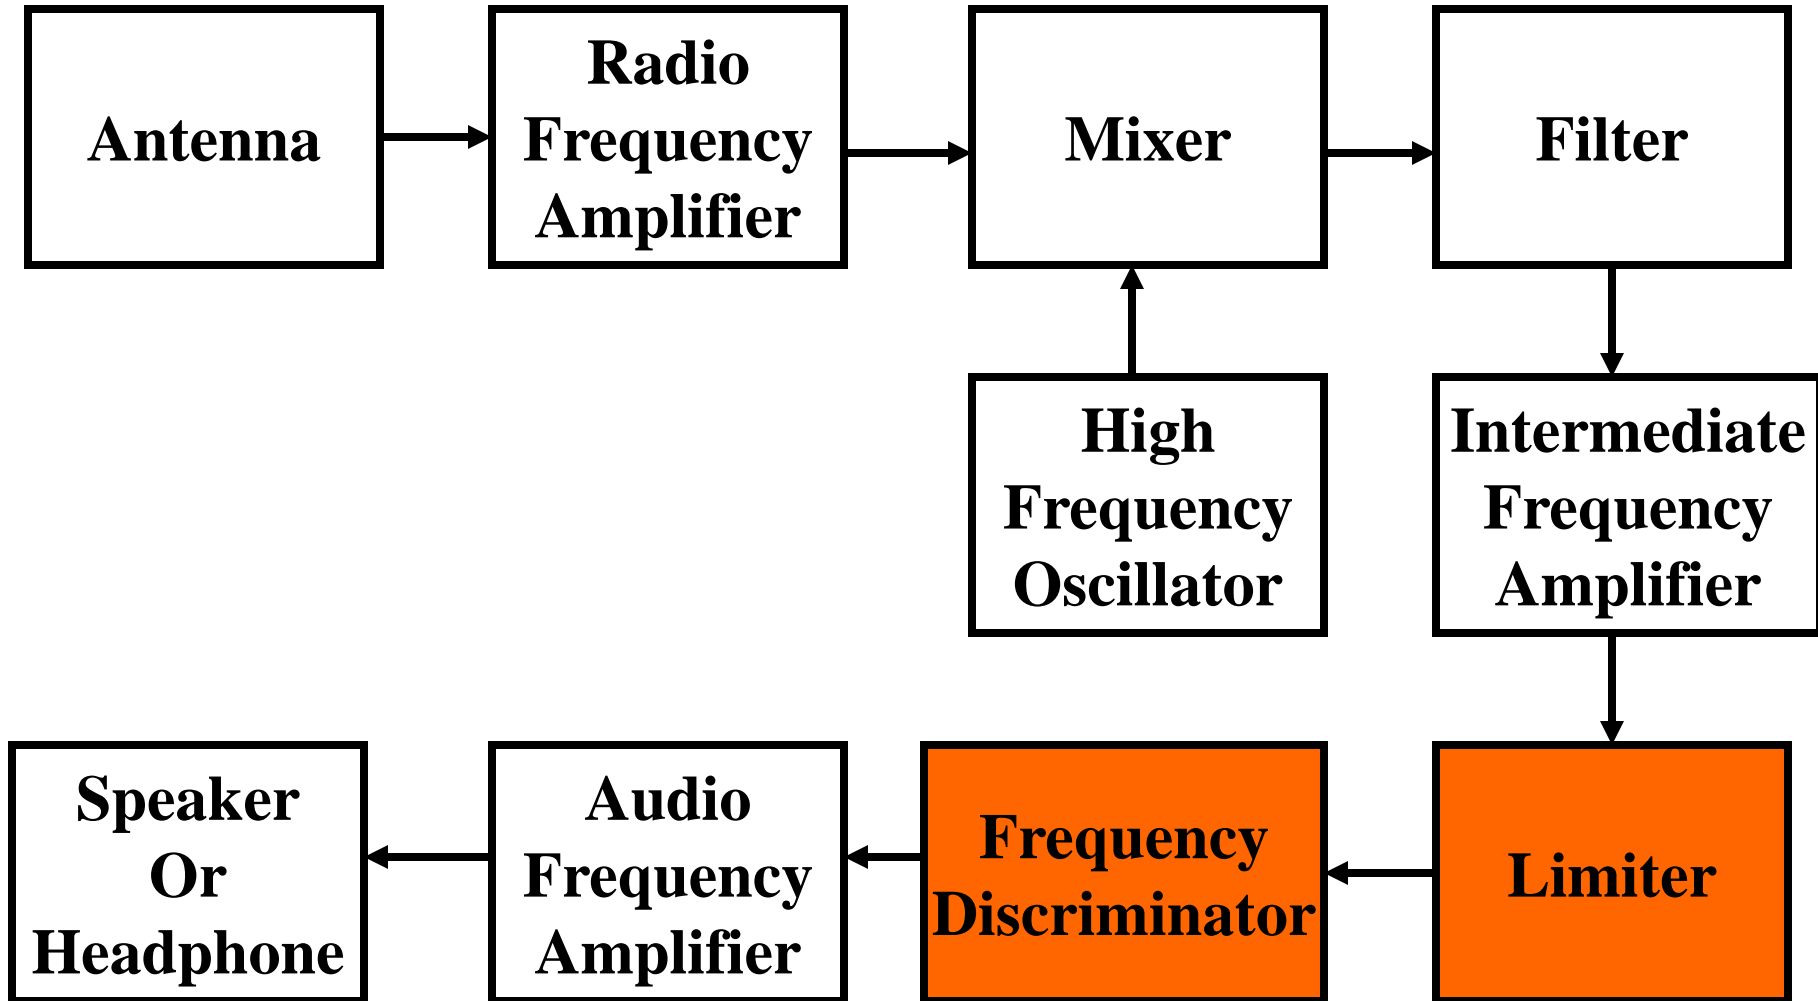 Antenna
Radio
Frequency
Amplifier
Mixer
Filter
High
Frequency
Oscillator
Intermediate
Frequency
Amplifier
Speaker
Or
Headphone
Audio
Frequency
Amplifier
Frequency
Discriminator
Limiter